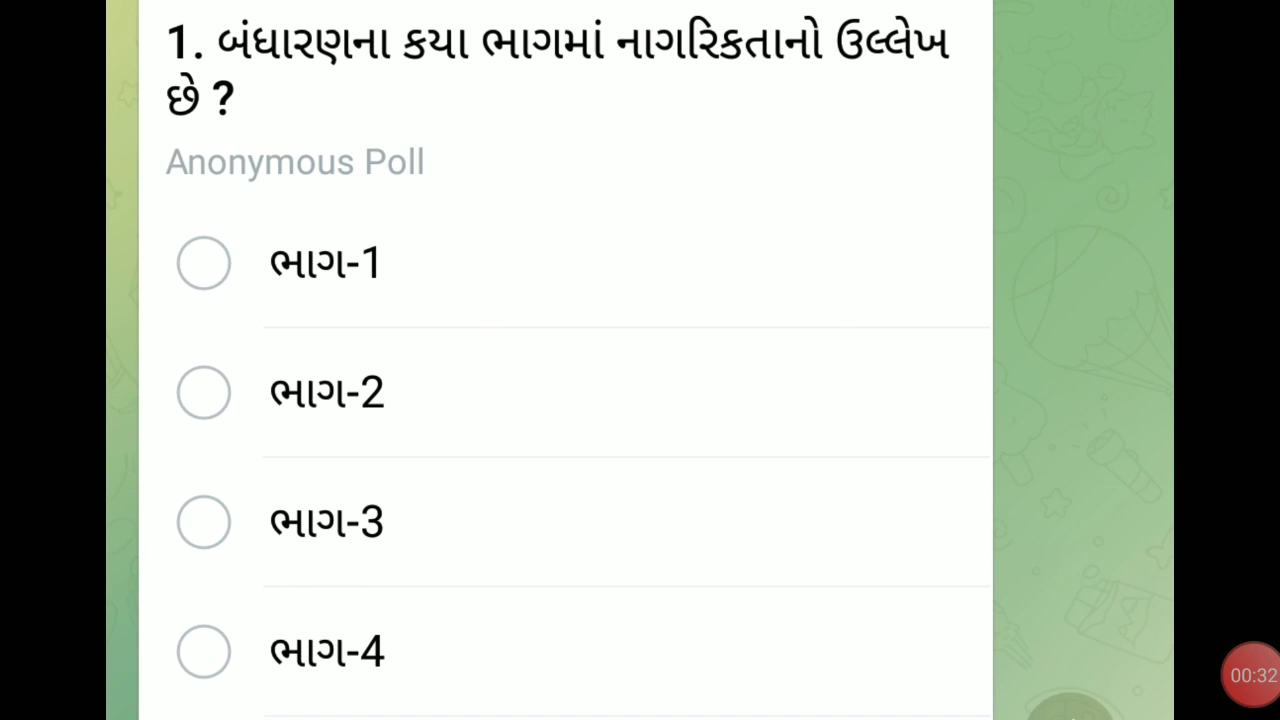 1. બંધારણના કયા ભાગમાં નાગરિકતાનો ઉલ્લેખ
છે ?
Anonymous Poll
ભાગ-1
ભાગ-2
ભાગ-3
ભાગ-4
00:32